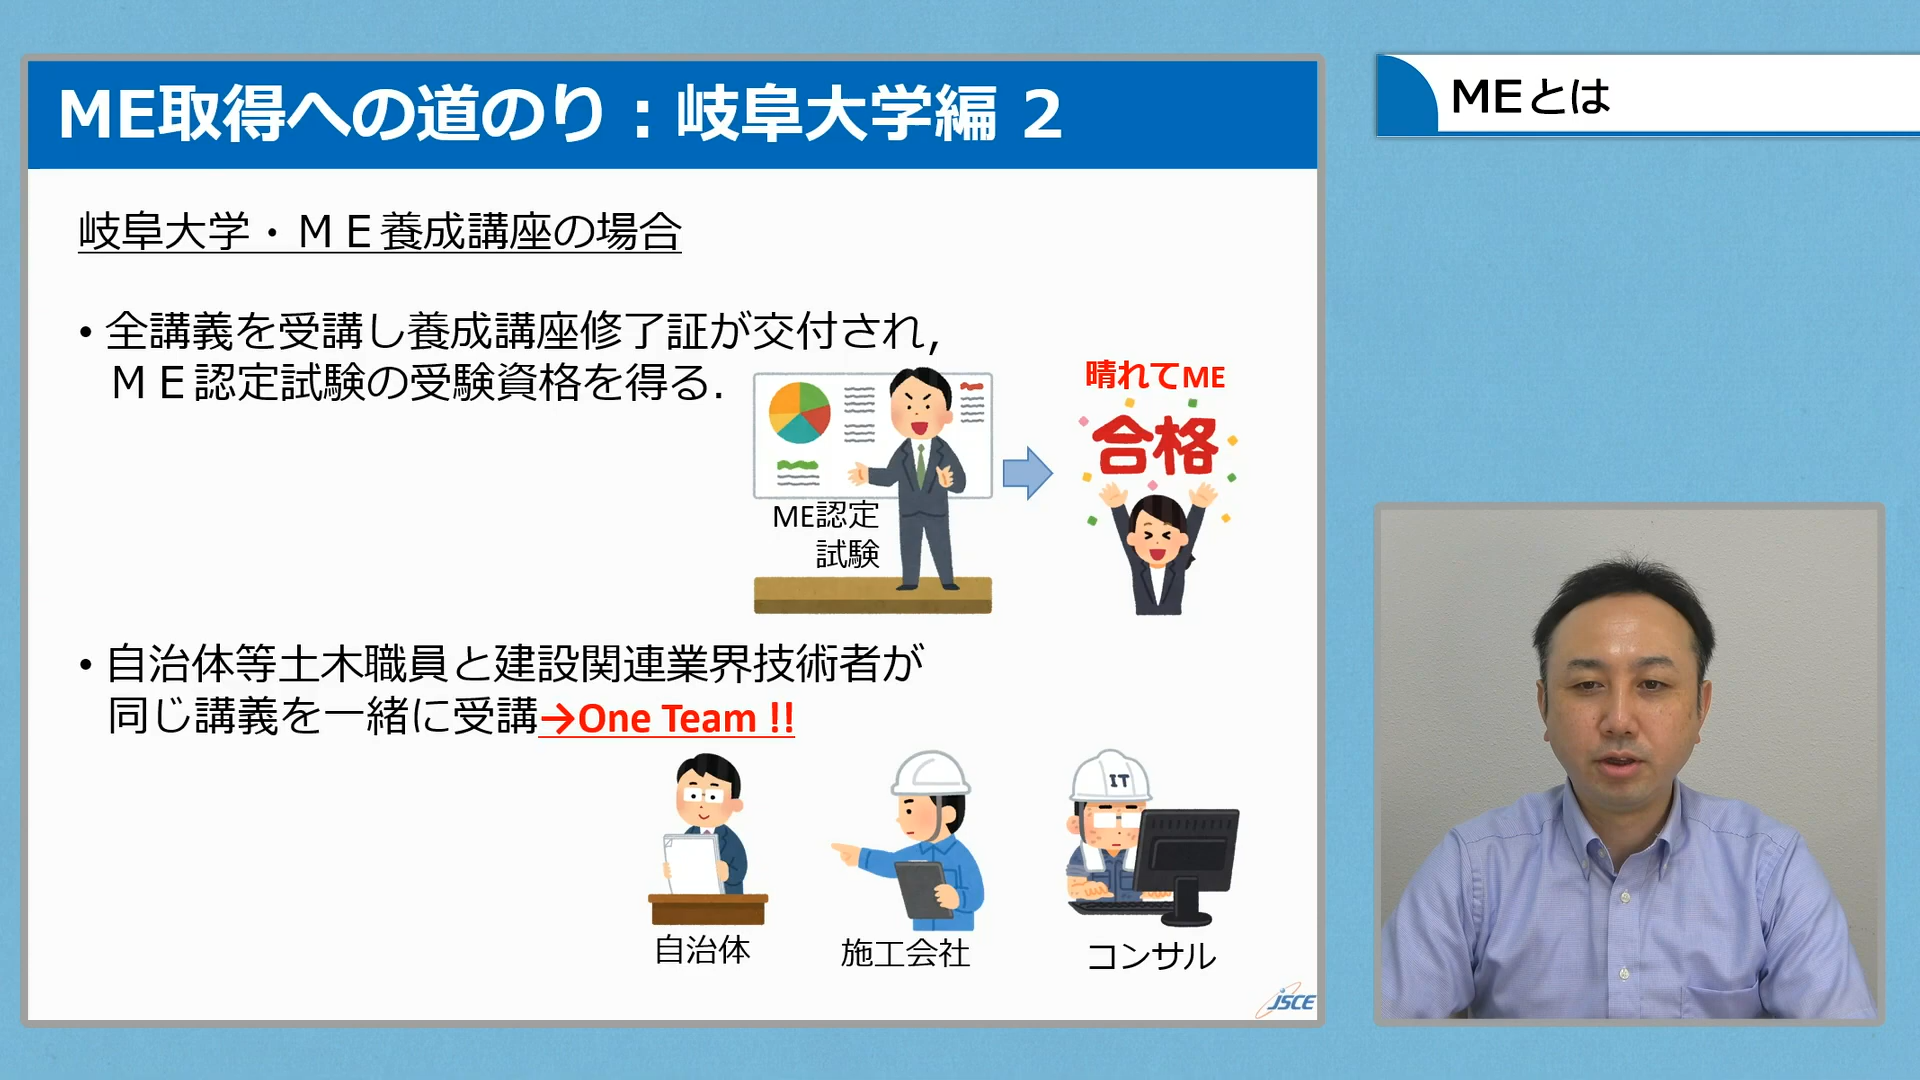 ME取得への道のり：岐阜大学編 2
MEとは
岐阜大学・ＭＥ養成講座の場合
• 全講義を受講し養成講座修了証が交付され，
ＭＥ認定試験の受験資格を得る．
晴れてME
合格
ME認定
試験
• 自治体等土木職員と建設関連業界技術者が
同じ講義を一緒に受講→One Team !!
IT
自治体
施工会社
コンサル
JSCE